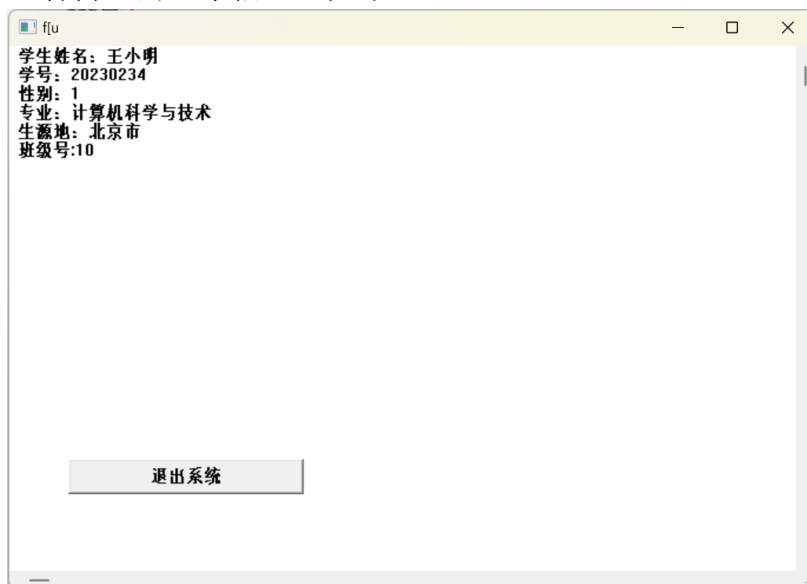 f[u
学生姓名：王小明
学号：20230234
性别：1
专业：计算机科学与技术
生源地：北京市
班级号:10
退出系统